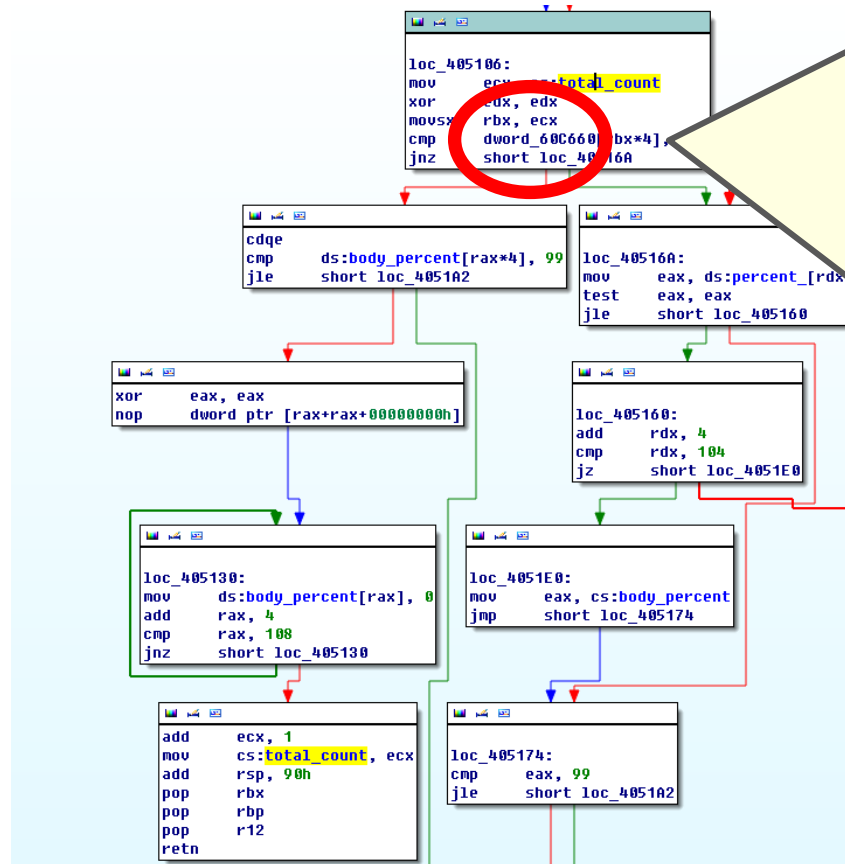 loc_405106:
mov ecx, cs:total_count
xor edx, edx
movsx rbx, ecx
cmp dword_60C660[rbx*4],
jnz short loc_40516A
cdqe
cmp ds:body_percent[rax*4], 99
jle short loc_4051A2
loc_40516A:
mov eax, ds:percent_[rdx
test eax, eax
jle short loc_405160
xor eax, eax
nop dword ptr [rax+rax+00000000h]
loc_405160:
add rdx, 4
cmp rdx, 104
jz short loc_4051E0
loc_405130:
mov ds:body_percent[rax], 0
add rax, 4
cmp rax, 108
jnz short loc_405130
loc_4051E0:
mov eax, cs:body_percent
jmp short loc_405174
add ecx, 1
mov cs:total_count, ecx
add rsp, 90h
pop rbx
pop rbp
pop r12
retn
loc_405174:
cmp eax, 99
jle short loc_4051A2